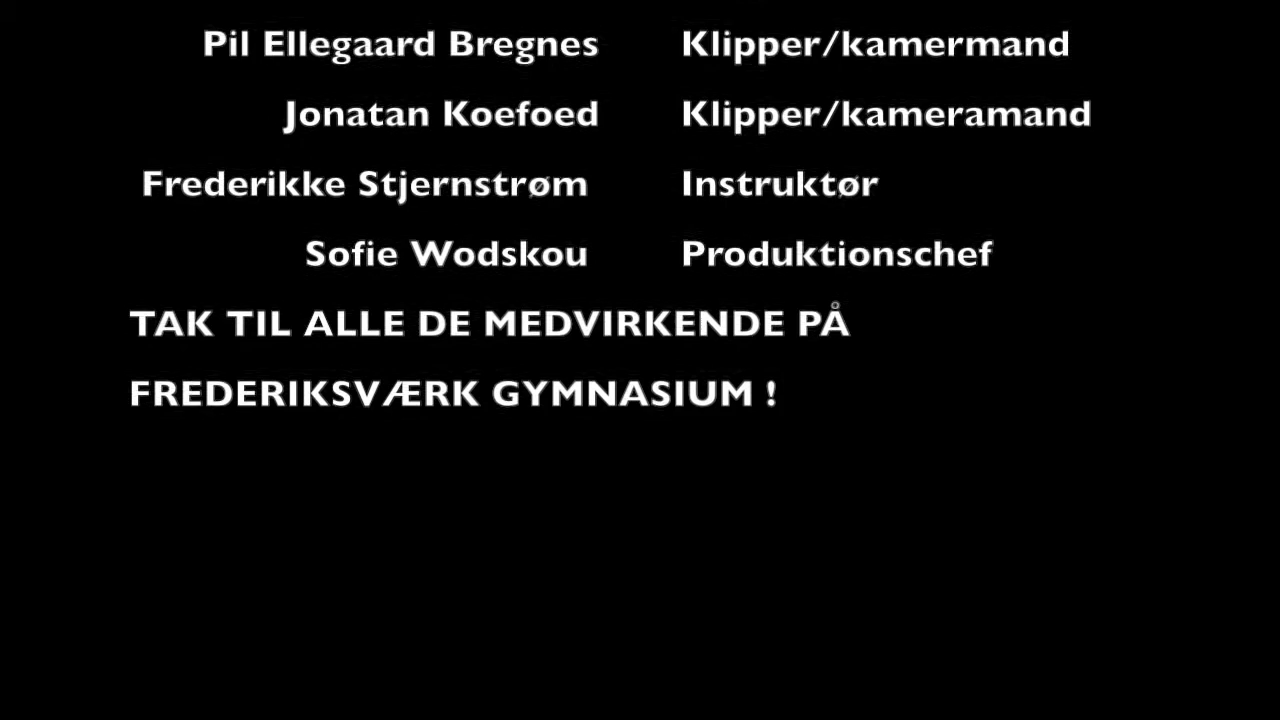 Pil Ellegaard Bregnes Klipper/kamermand
Jonatan Koefoed Klipper/kameramand
Frederikke Stjernstrøm Instruktør
Sofie Wodskou Produktionschef
TAK TIL ALLE DE MEDVIRKENDE PÅ
FREDERIKSVÆRK GYMNASIUM !